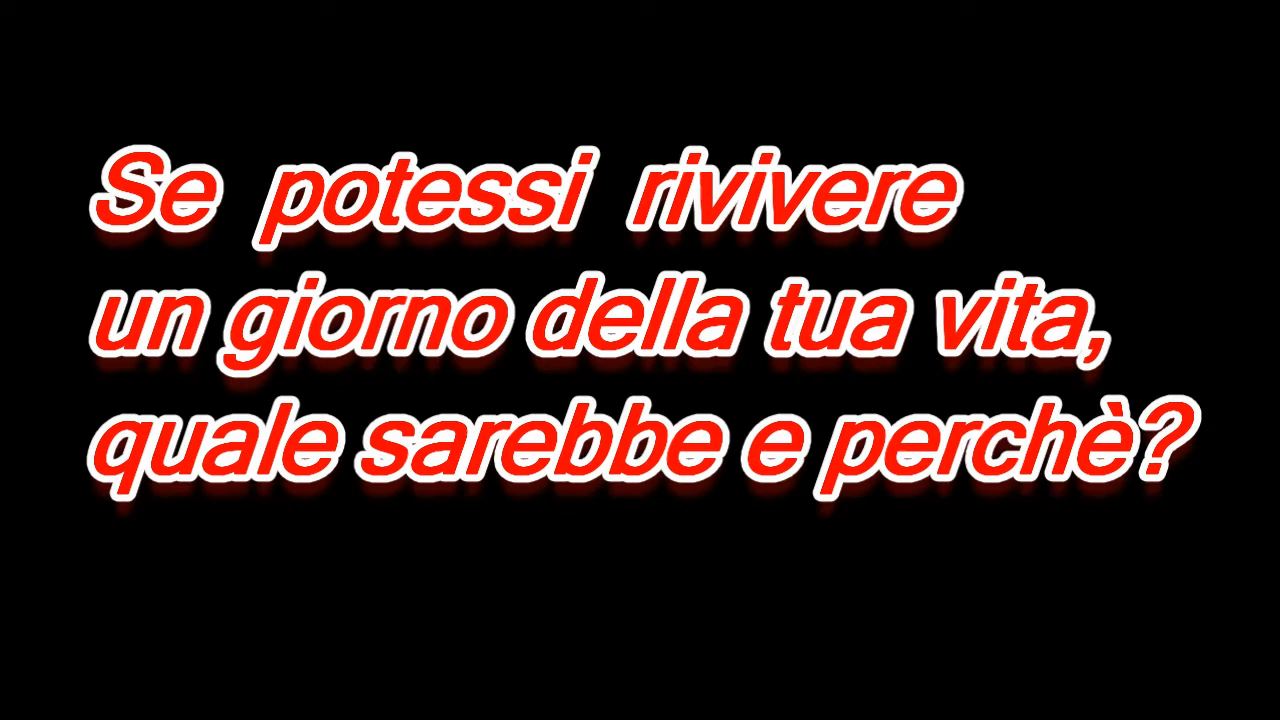 Se potessi rivivere
un giorno della tua vita,
quale sarebbe e perchè?